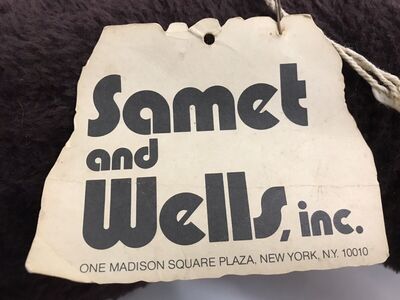 Samet
and
Wells, inc.
ONE MADISON SQUARE PLAZA, NEW YORK, N.Y. 10010